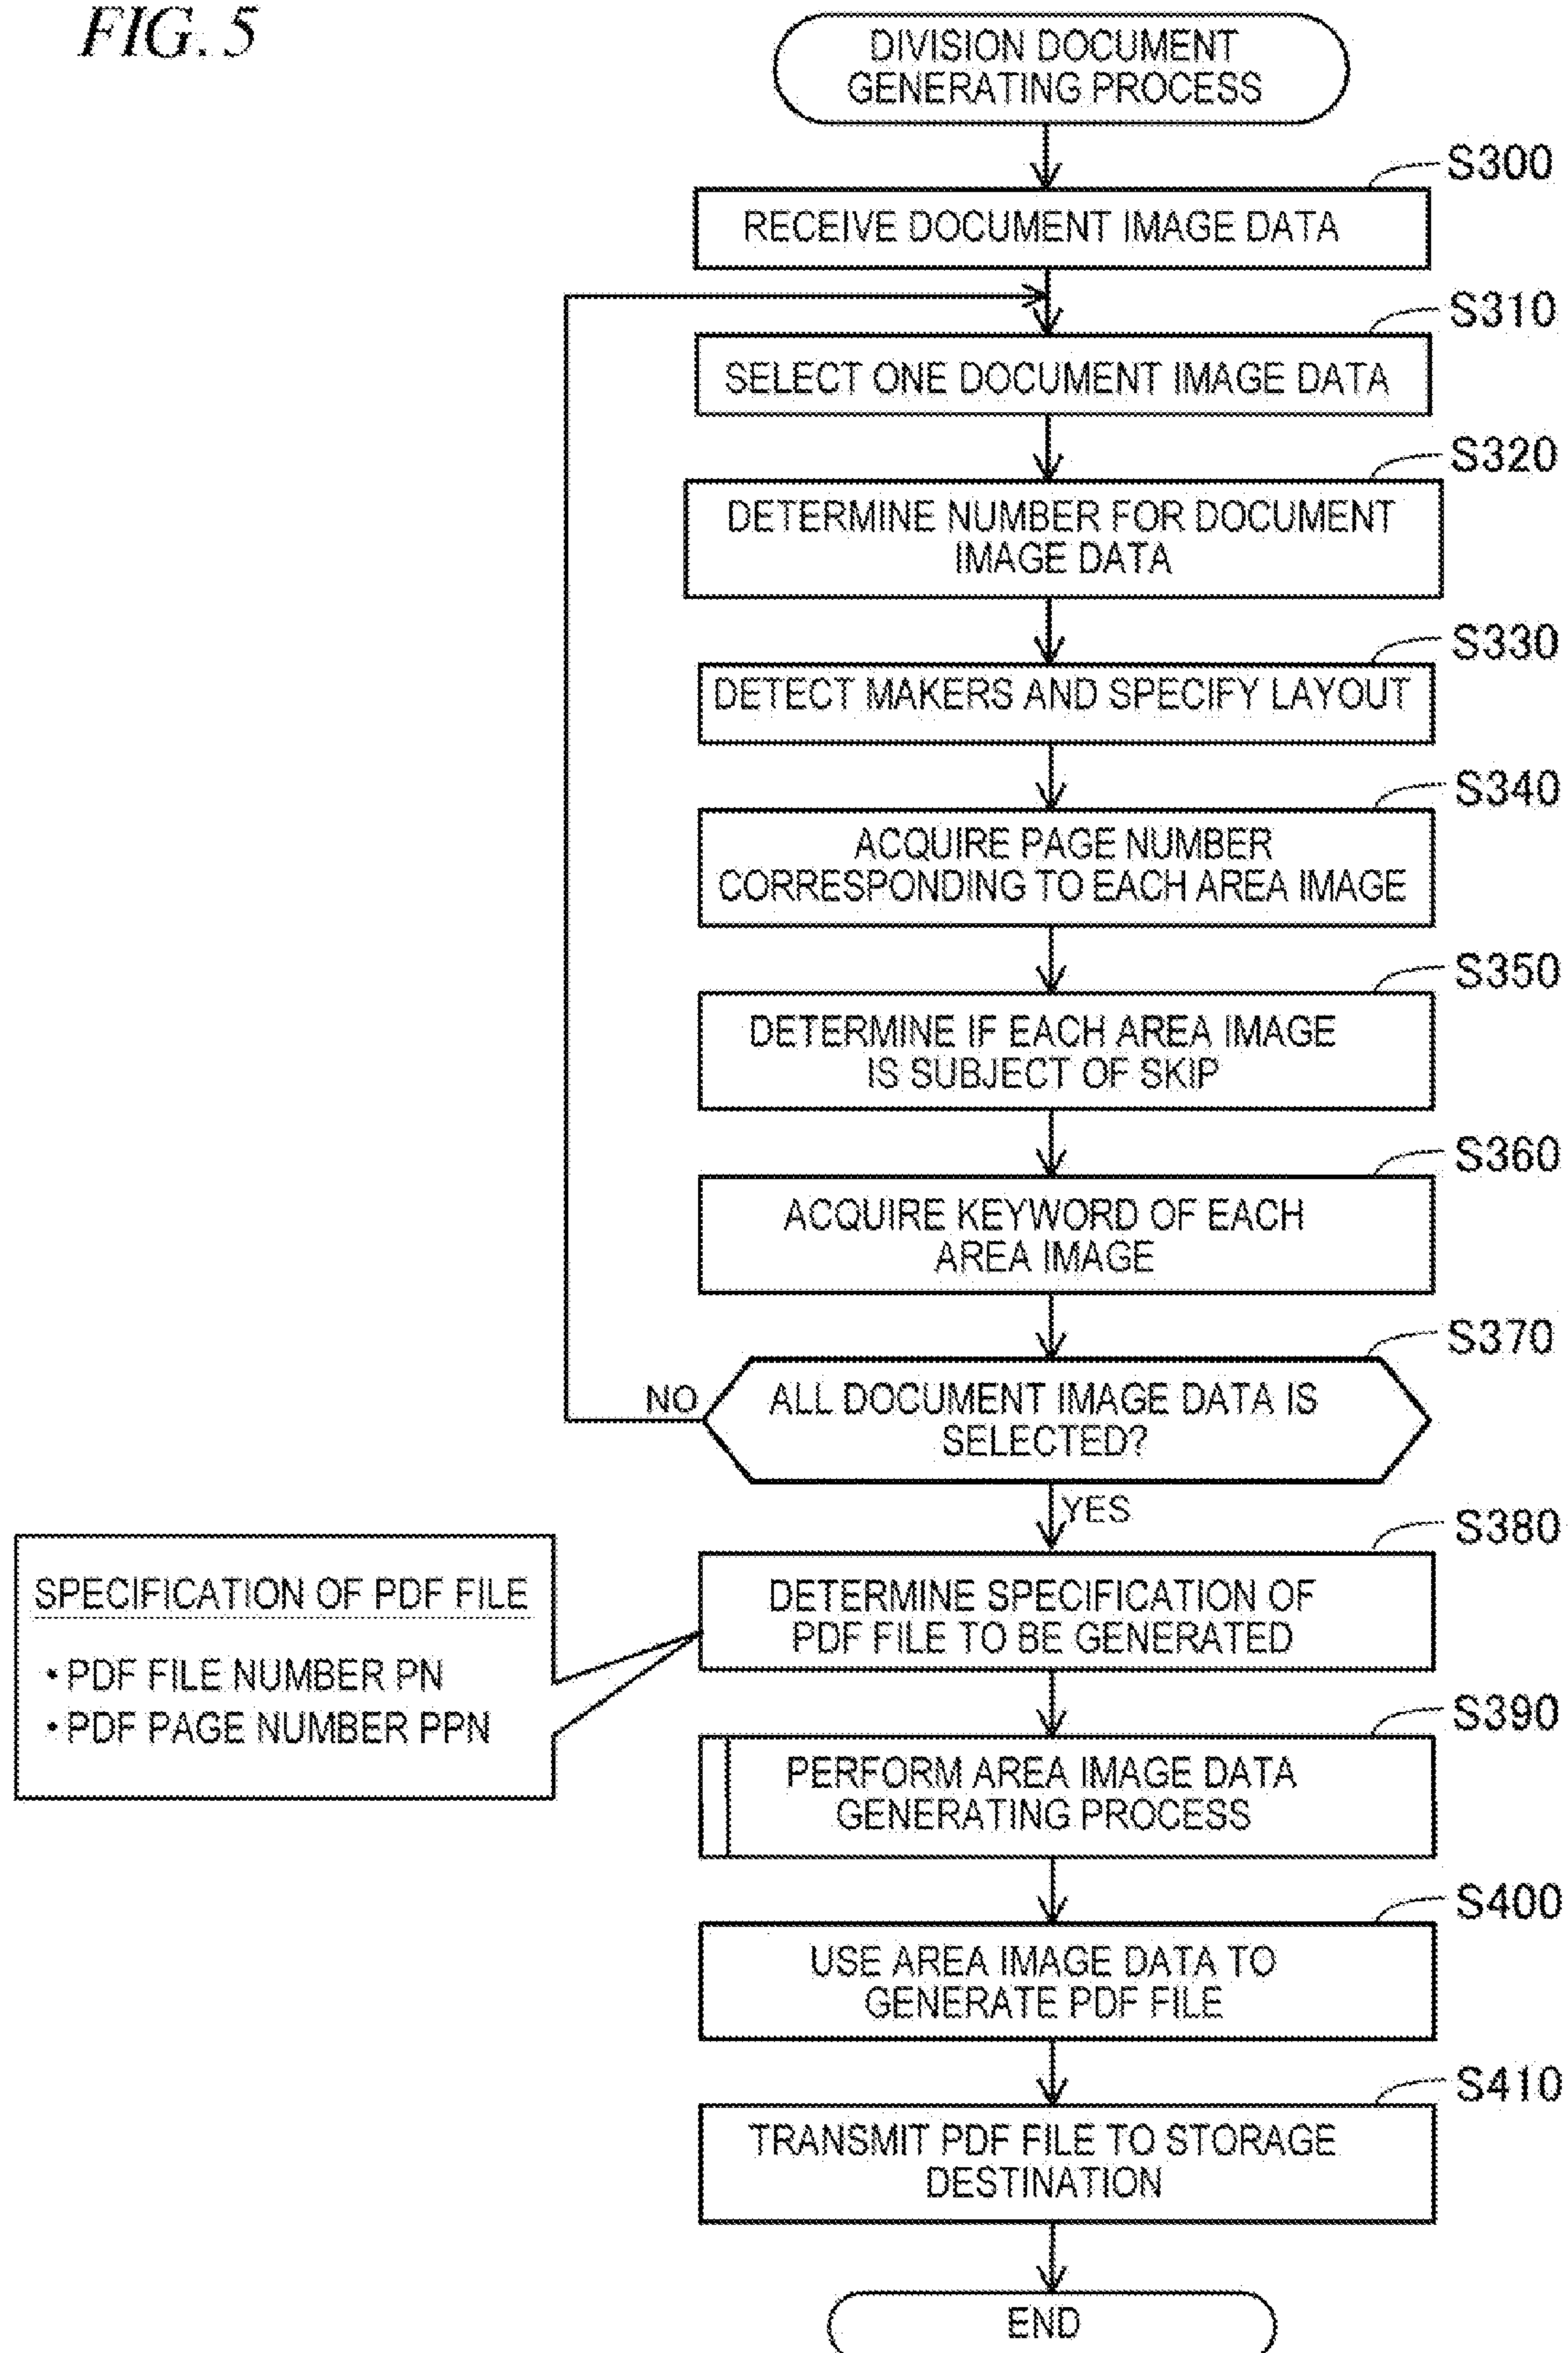 FIG. 5
DIVISION DOCUMENT
GENERATING PROCESS
S300
RECEIVE DOCUMENT IMAGE DATA
S310
SELECT ONE DOCUMENT IMAGE DATA
S320
DETERMINE NUMBER FOR DOCUMENT
IMAGE DATA
S330
DETECT MAKERS AND SPECIFY LAYOUT
S340
ACQUIRE PAGE NUMBER
CORRESPONDING TO EACH AREA IMAGE
S350
DETERMINE IF EACH AREA IMAGE
IS SUBJECT OF SKIP
S360
ACQUIRE KEYWORD OF EACH
AREA IMAGE
S370
NO
ALL DOCUMENT IMAGE DATA IS
SELECTED?
YES
S380
DETERMINE SPECIFICATION OF
PDF FILE TO BE GENERATED
SPECIFICATION OF PDF FILE
• PDF FILE NUMBER PN
• PDF PAGE NUMBER PPN
S390
PERFORM AREA IMAGE DATA
GENERATING PROCESS
S400
USE AREA IMAGE DATA TO
GENERATE PDF FILE
S410
TRANSMIT PDF FILE TO STORAGE
DESTINATION
END